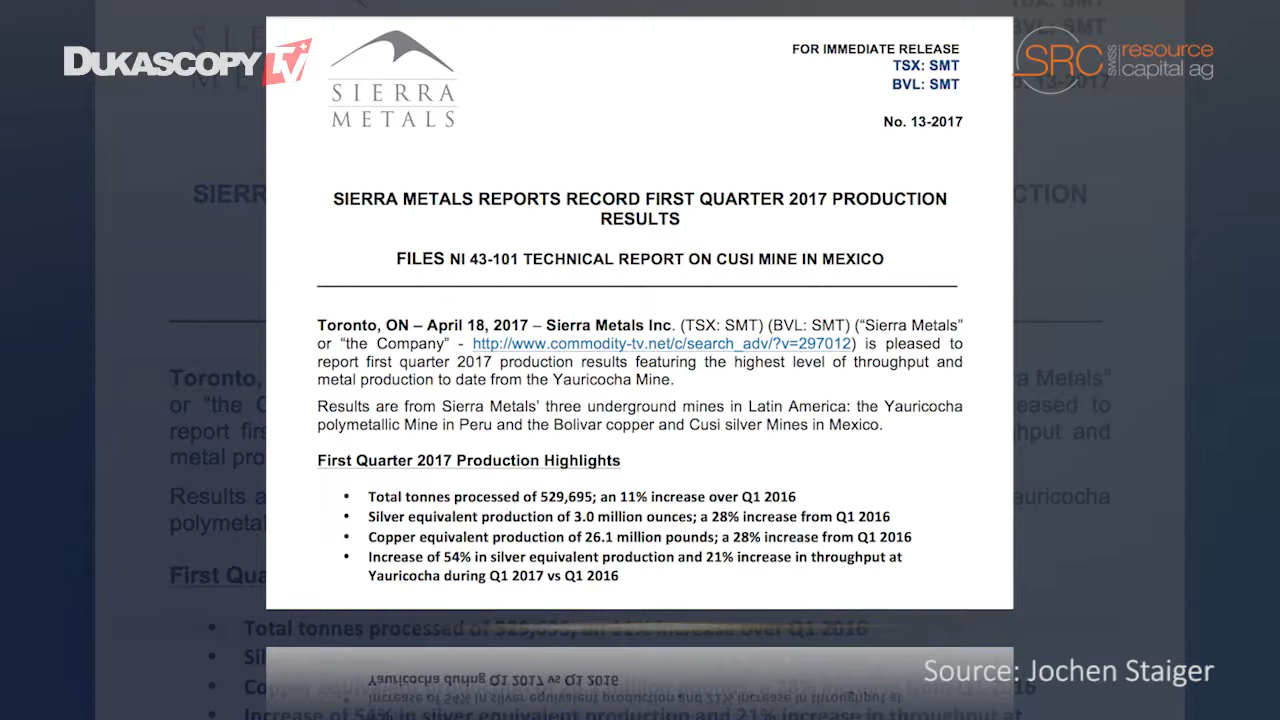 DUKASCOPY TV
SIERRA
METALS
FOR IMMEDIATE RELEASE
TSX: SMT
BVL: SMT
No. 13-2017
SRC swiss resource
capital ag
SIERRA METALS REPORTS RECORD FIRST QUARTER 2017 PRODUCTION
RESULTS
FILES NI 43-101 TECHNICAL REPORT ON CUSI MINE IN MEXICO
Toronto, ON – April 18, 2017 – Sierra Metals Inc. (TSX: SMT) (BVL: SMT) (“Sierra Metals”
or “the Company” - http://www.commodity-tv.net/c/search_adv/?v=297012) is pleased to
report first quarter 2017 production results featuring the highest level of throughput and
metal production to date from the Yauricocha Mine.
Results are from Sierra Metals’ three underground mines in Latin America: the Yauricocha
polymetallic Mine in Peru and the Bolivar copper and Cusi silver Mines in Mexico.
First Quarter 2017 Production Highlights
• Total tonnes processed of 529,695; an 11% increase over Q1 2016
• Silver equivalent production of 3.0 million ounces; a 28% increase from Q1 2016
• Copper equivalent production of 26.1 million pounds; a 28% increase from Q1 2016
• Increase of 54% in silver equivalent production and 21% increase in throughput at
Yauricocha during Q1 2017 vs Q1 2016
Source: Jochen Staiger